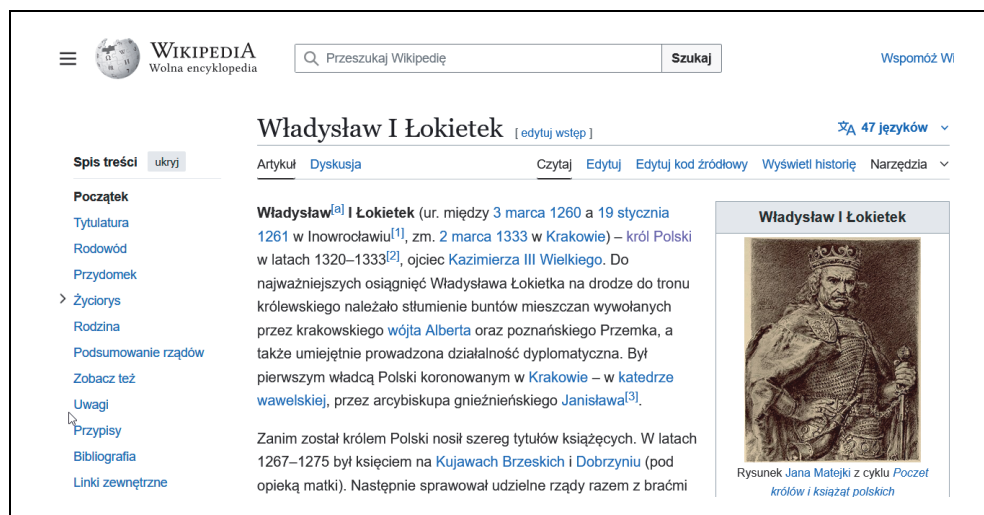 WIKIPEDIA
Wolna encyklopedia
Przeszukaj Wikipedię
Szukaj
Wspomóż Wi
Władysław I Łokietek [ edytuj wstęp ]
47 języków
Spis treści ukryj
Początek
Tytulatura
Rodowód
Przydomek
Życiorys
Rodzina
Podsumowanie rządów
Zobacz też
Uwagi
Przypisy
Bibliografia
Linki zewnętrzne
Artykuł Dyskusja
Czytaj Edytuj Edytuj kod źródłowy Wyświetl historię Narzędzia
Władysław[a] I Łokietek (ur. między 3 marca 1260 a 19 stycznia
1261 w Inowrocławiu[1], zm. 2 marca 1333 w Krakowie) – król Polski
w latach 1320–1333[2], ojciec Kazimierza III Wielkiego. Do
najważniejszych osiągnięć Władysława Łokietka na drodze do tronu
królewskiego należało stłumienie buntów mieszczan wywołanych
przez krakowskiego wójta Alberta oraz poznańskiego Przemka, a
także umiejętnie prowadzona działalność dyplomatyczna. Był
pierwszym władcą Polski koronowanym w Krakowie – w katedrze
wawelskiej, przez arcybiskupa gnieźnieńskiego Janisława[3].
Zanim został królem Polski nosił szereg tytułów książęcych. W latach
1267–1275 był księciem na Kujawach Brzeskich i Dobrzyniu (pod
opieką matki). Następnie sprawował udzielne rządy razem z braćmi
Władysław I Łokietek
Rysunek Jana Matejki z cyklu Poczet
królów i książąt polskich